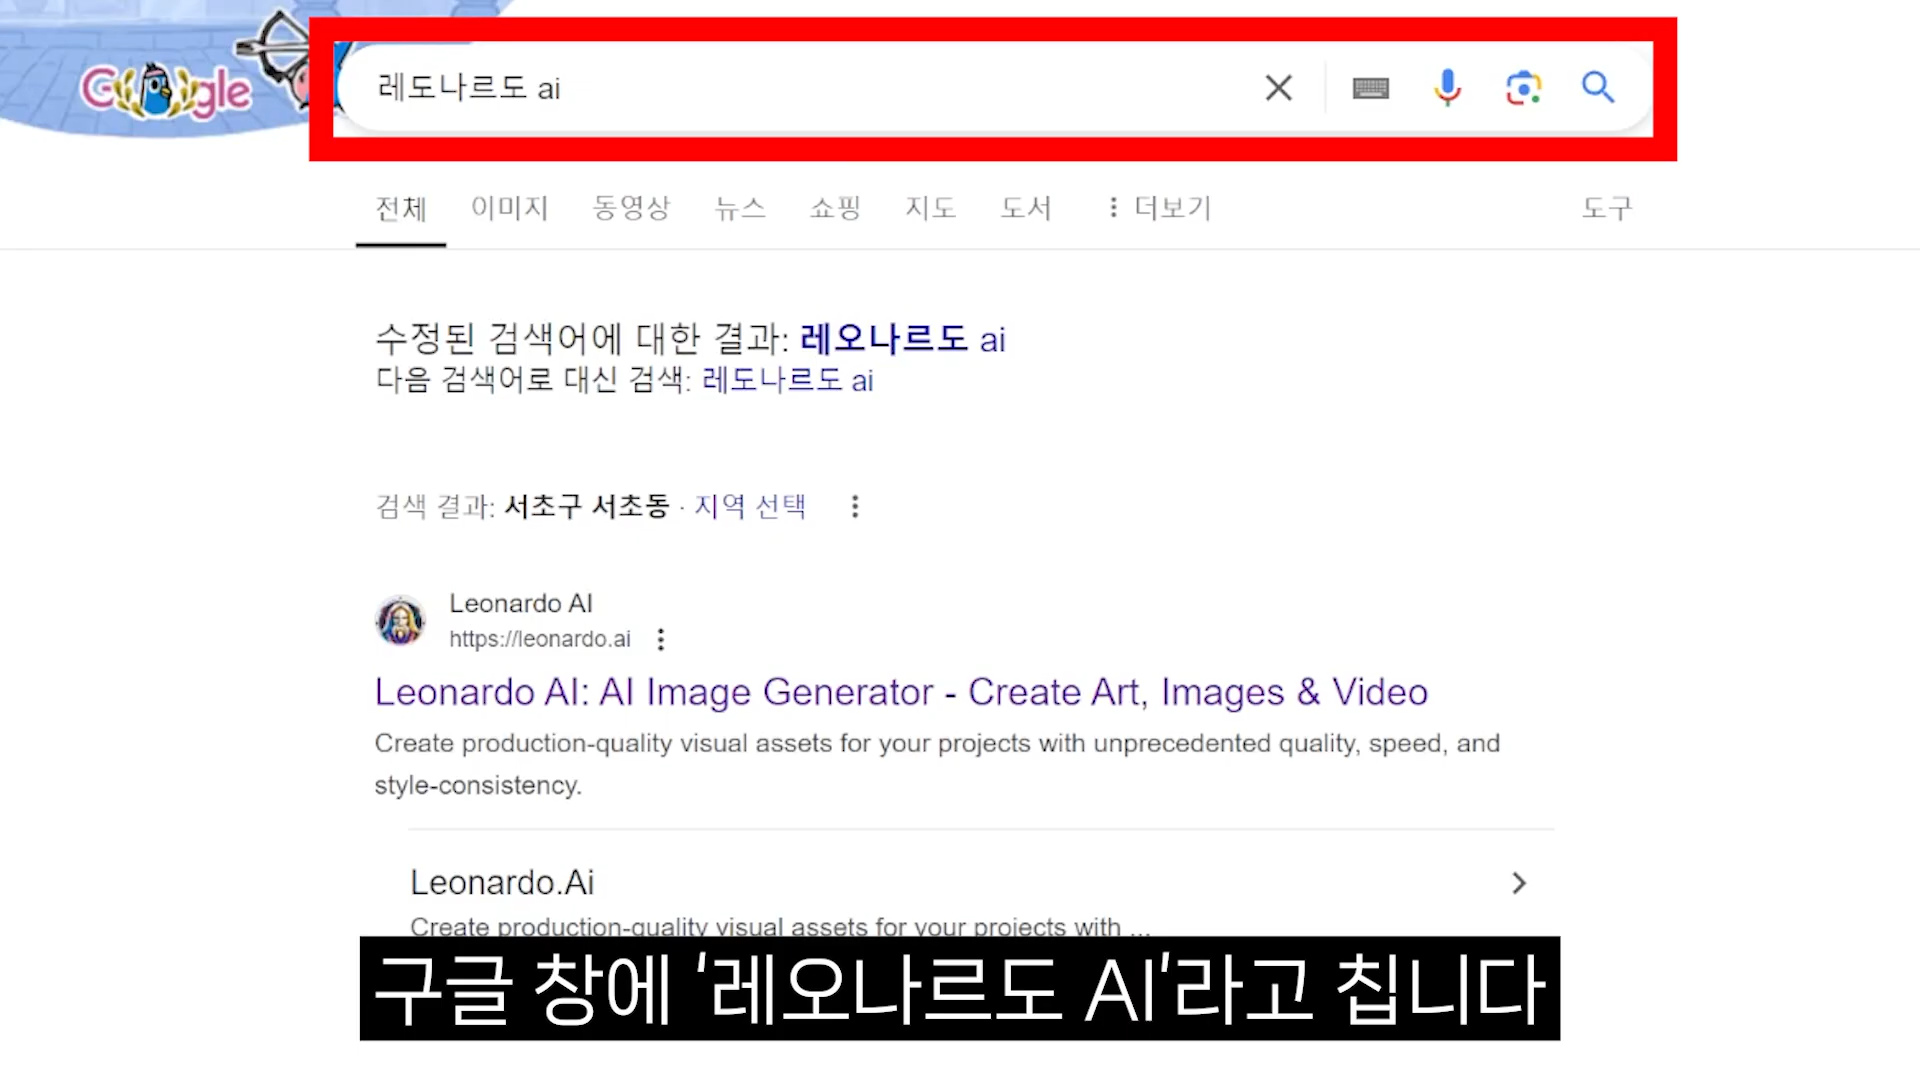 Google
레도나르도 ai
전체 이미지 동영상 뉴스 쇼핑 지도 도서 더보기 도구
수정된 검색어에 대한 결과: 레오나르도 ai
다음 검색어로 대신 검색: 레도나르도 ai
검색 결과: 서초구 서초동 · 지역 선택
Leonardo AI
https://leonardo.ai
Leonardo AI: AI Image Generator - Create Art, Images & Video
Create production-quality visual assets for your projects with unprecedented quality, speed, and
style-consistency.
Leonardo.Ai
Create production-quality visual assets for your projects with ...
구글 창에 ‘레오나르도 AI’라고 칩니다